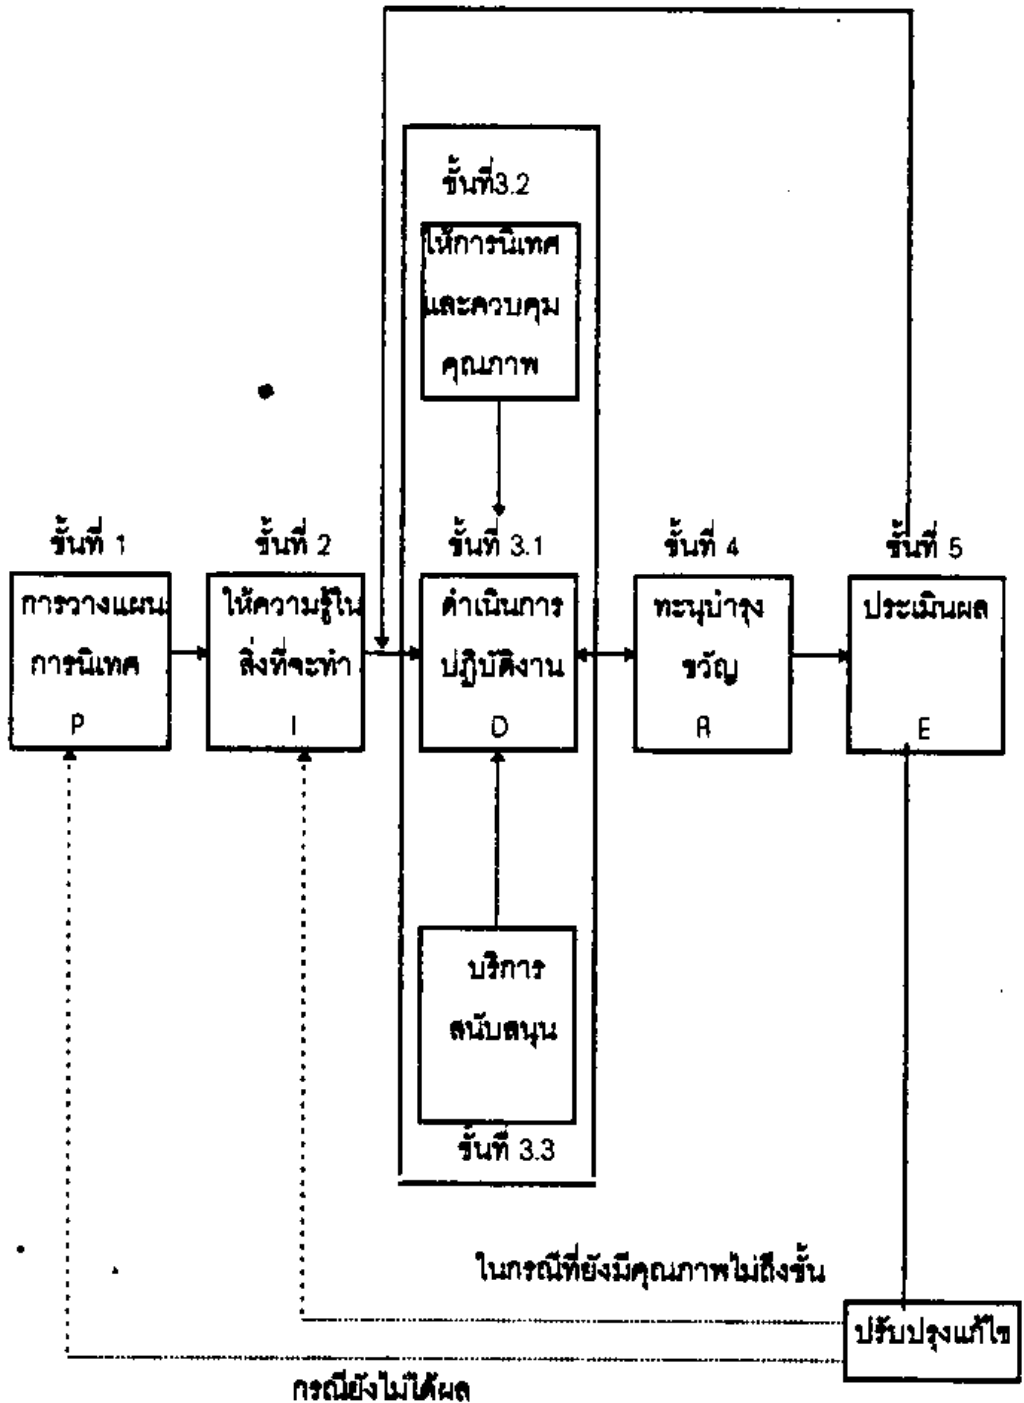 ขั้นที่3.2
ให้การนิเทศ
และควบคุม
คุณภาพ
ขั้นที่ 1
การวางแผน
การนิเทศ
P
ขั้นที่ 2
ให้ความรู้ใน
สิ่งที่จะทำ
I
ขั้นที่ 3.1
ดำเนินการ
ปฏิบัติงาน
D
ขั้นที่ 4
ทะนุบำรุง
ขวัญ
R
ขั้นที่ 5
ประเมินผล
E
บริการ
สนับสนุน
ขั้นที่ 3.3
ในกรณีที่ยังมีคุณภาพไม่ถึงขั้น
ปรับปรุงแก้ไข
กรณียังไม่ได้ผล